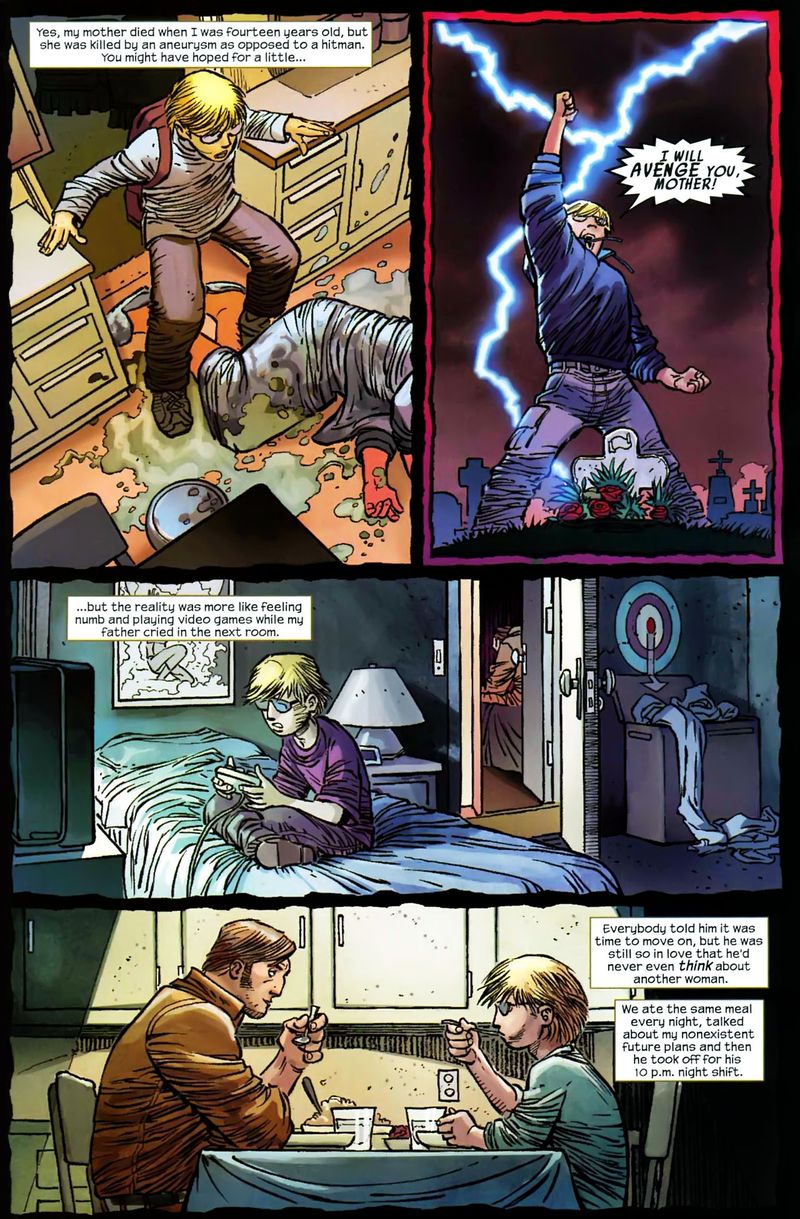 Yes, my mother died when I was fourteen years old, but
she was killed by an aneurysm as opposed to a hitman.
You might have hoped for a little...
I WILL
AVENGE YOU,
MOTHER!
...but the reality was more like feeling
numb and playing video games while my
father cried in the next room.
Everybody told him it was
time to move on, but he was
still so in love that he'd
never even think about
another woman.
We ate the same meal
every night, talked
about my nonexistent
future plans and then
he took off for his
10 p.m. night shift.